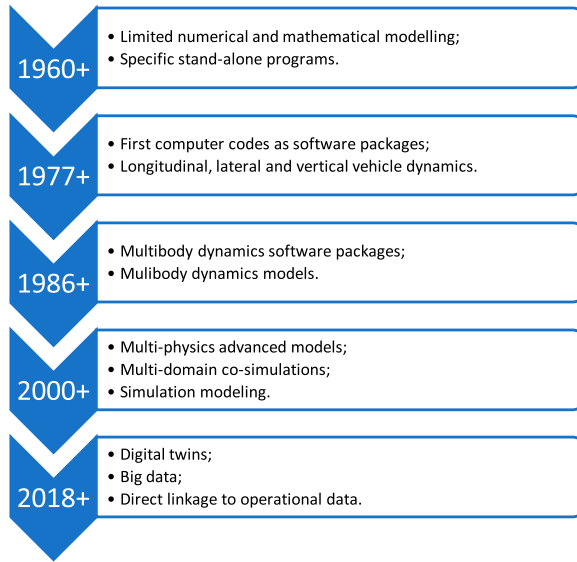 1960+
• Limited numerical and mathematical modelling;
• Specific stand-alone programs.
1977+
• First computer codes as software packages;
• Longitudinal, lateral and vertical vehicle dynamics.
1986+
• Multibody dynamics software packages;
• Mulibody dynamics models.
2000+
• Multi-physics advanced models;
• Multi-domain co-simulations;
• Simulation modeling.
2018+
• Digital twins;
• Big data;
• Direct linkage to operational data.